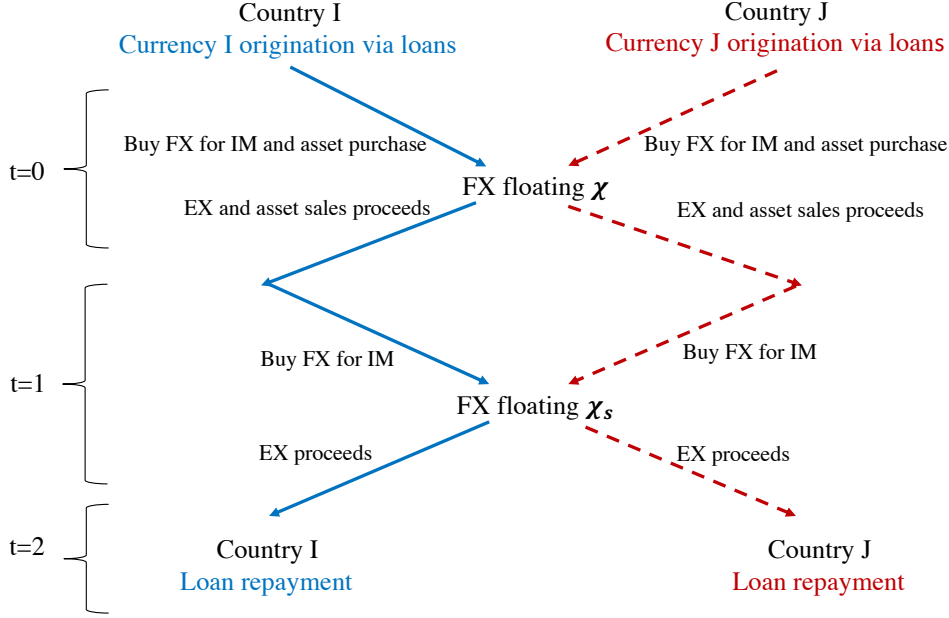 Country I
Country J
Currency I origination via loans
Currency J origination via loans
Buy FX for IM and asset purchase
Buy FX for IM and asset purchase
t=0
FX floating χ
EX and asset sales proceeds
EX and asset sales proceeds
Buy FX for IM
Buy FX for IM
t=1
FX floating χₛ
EX proceeds
EX proceeds
t=2
Country I
Country J
Loan repayment
Loan repayment